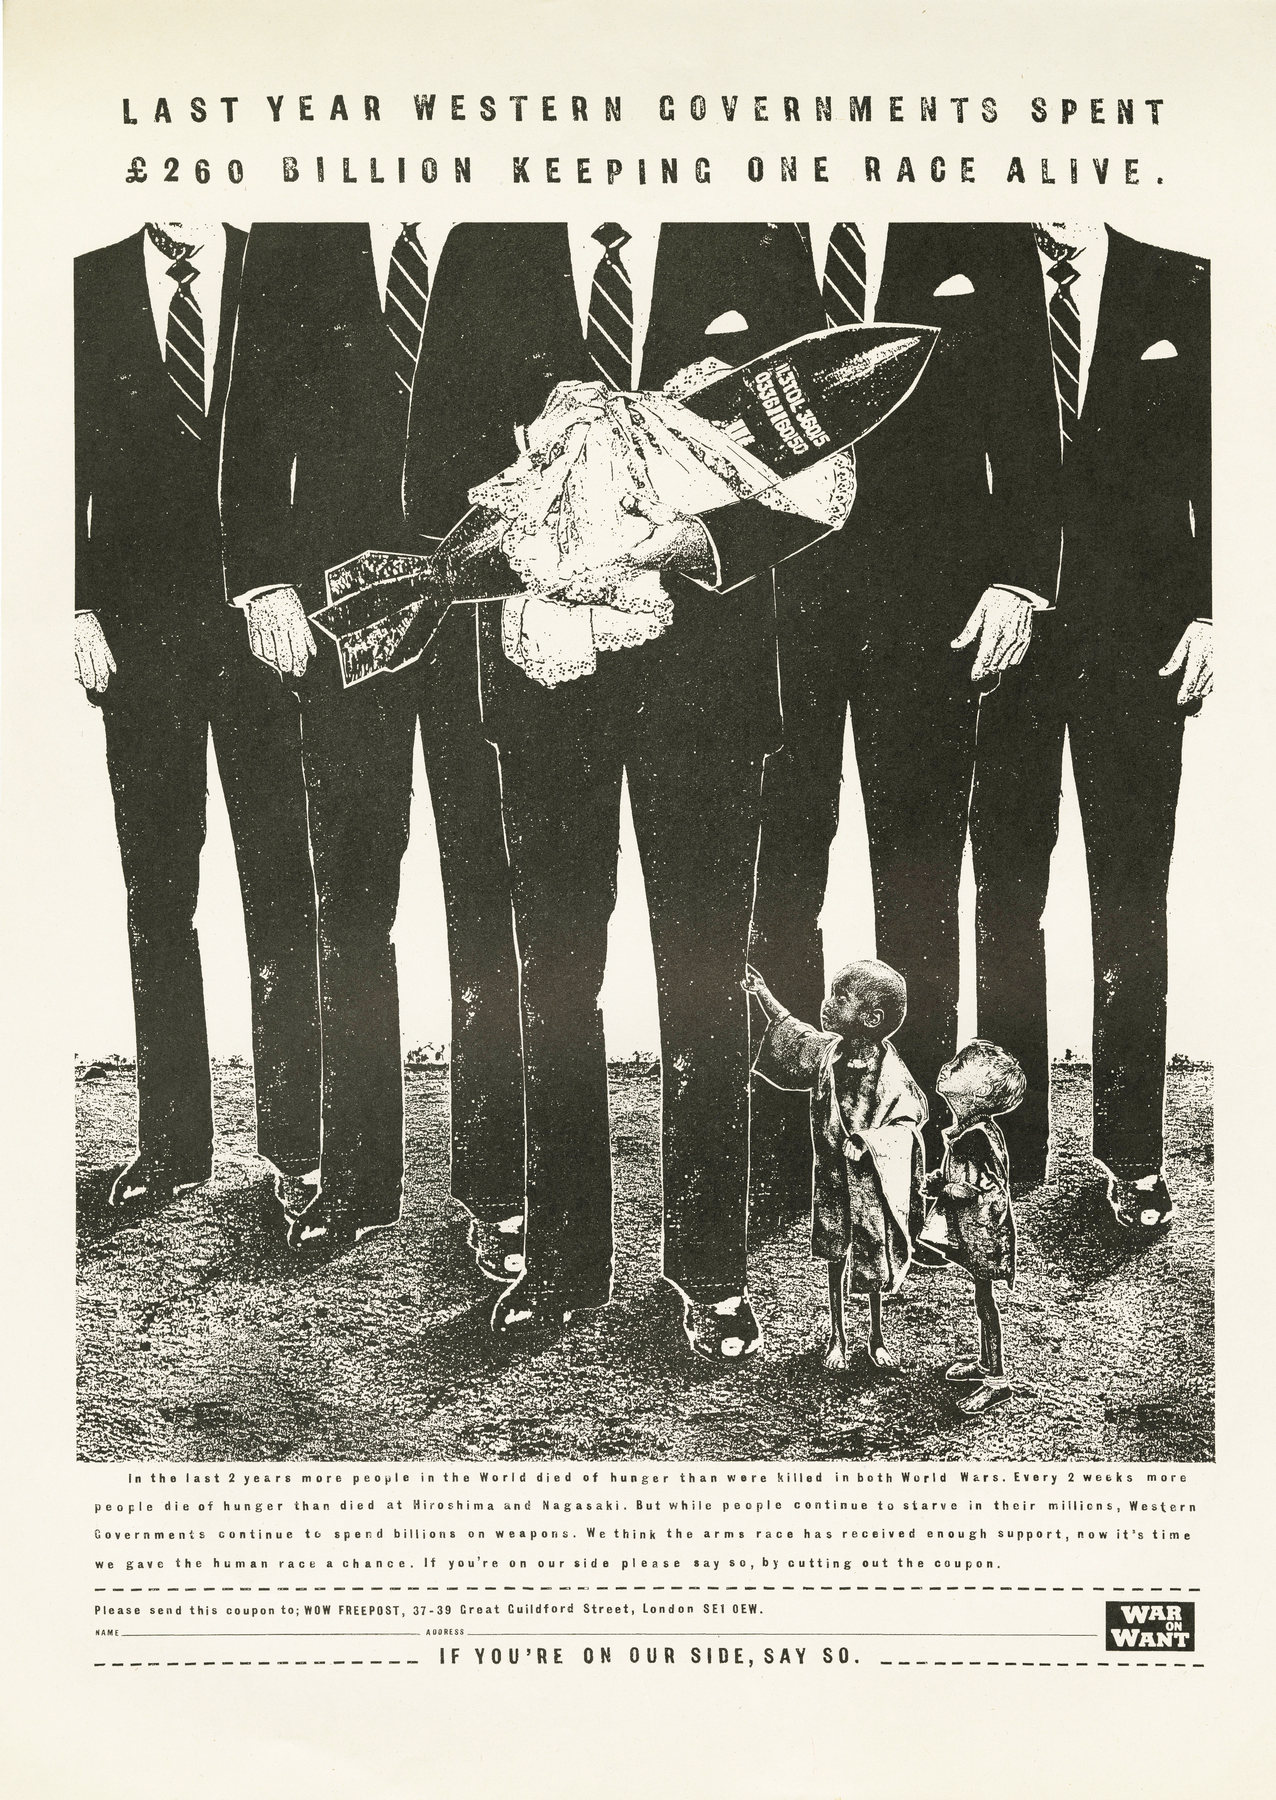 LAST YEAR WESTERN GOVERNMENTS SPENT
£260 BILLION KEEPING ONE RACE ALIVE.
In the last 2 years more people in the World died of hunger than were killed in both World Wars. Every 2 weeks more
people die of hunger than died at Hiroshima and Nagasaki. But while people continue to starve in their millions, Western
Governments continue to spend billions on weapons. We think the arms race has received enough support, now it's time
we gave the human race a chance. If you're on our side please say so, by cutting out the coupon.
Please send this coupon to; WOW FREEPOST, 37-39 Great Guildford Street, London SE1 0EW.
NAME ADDRESS
WAR
ON
WANT
IF YOU'RE ON OUR SIDE, SAY SO.